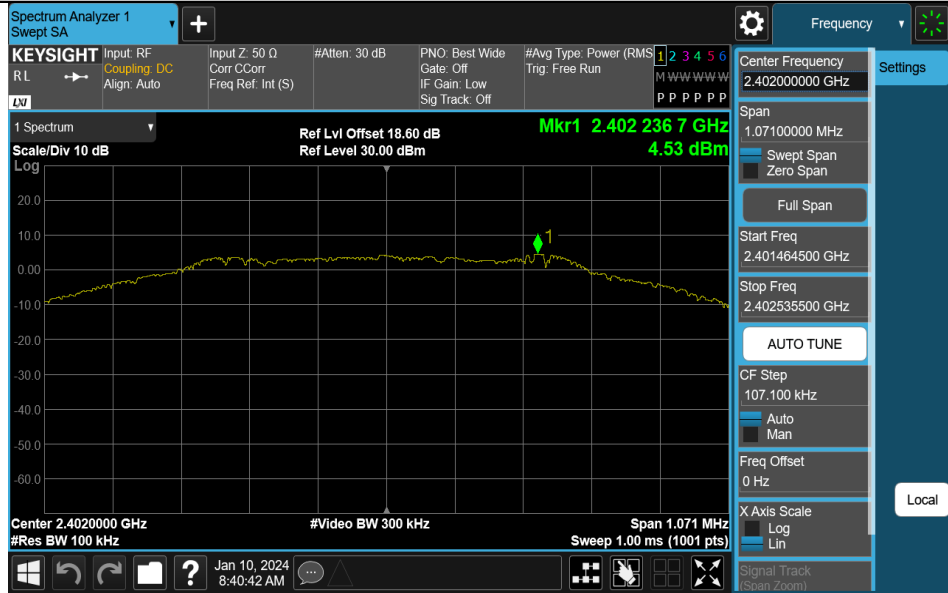 Spectrum Analyzer 1
Swept SA
Frequency
KEYSIGHT
R L
LXI
Input: RF
Coupling: DC
Align: Auto
Input Z: 50 Ω
Corr CCorr
Freq Ref: Int (S)
#Atten: 30 dB
PNO: Best Wide
Gate: Off
IF Gain: Low
Sig Track: Off
#Avg Type: Power (RMS
Trig: Free Run
1 2 3 4 5 6
M W W W W W
P P P P P P
1 Spectrum
Scale/Div 10 dB
Log
Ref Lvl Offset 18.60 dB
Ref Level 30.00 dBm
Mkr1 2.402 236 7 GHz
4.53 dBm
20.0
10.0
0.00
-10.0
-20.0
-30.0
-40.0
-50.0
-60.0
1
Center 2.4020000 GHz
#Res BW 100 kHz
#Video BW 300 kHz
Span 1.071 MHz
Sweep 1.00 ms (1001 pts)
Center Frequency
2.402000000 GHz
Span
1.07100000 MHz
Swept Span
Zero Span
Full Span
Start Freq
2.401464500 GHz
Stop Freq
2.402535500 GHz
AUTO TUNE
CF Step
107.100 kHz
Auto
Man
Freq Offset
0 Hz
X Axis Scale
Log
Lin
Signal Track
(Span Zoom)
Settings
Local
?
Jan 10, 2024
8:40:42 AM